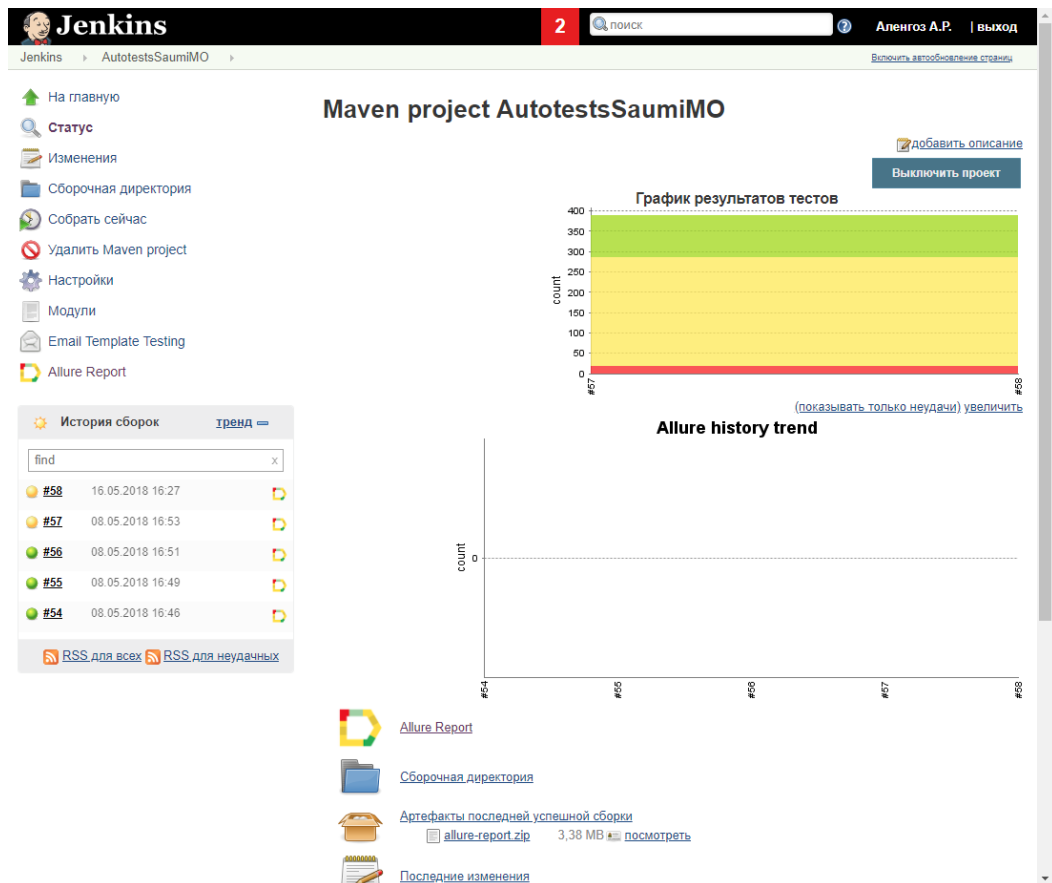 Jenkins
2
поиск
Аленгоз А.Р.
| выход
Jenkins
AutotestsSaumiMO
Включить автообновление страниц
На главную
Статус
Изменения
Сборочная директория
Собрать сейчас
Удалить Maven project
Настройки
Модули
Email Template Testing
Allure Report
История сборок
тренд
find x
#58 16.05.2018 16:27
#57 08.05.2018 16:53
#56 08.05.2018 16:51
#55 08.05.2018 16:49
#54 08.05.2018 16:46
RSS для всех RSS для неудачных
Maven project AutotestsSaumiMO
добавить описание
Выключить проект
График результатов тестов
400
350
300
250
200
150
100
50
0
count
#57
#58
(показывать только неудачи) увеличить
Allure history trend
count
0
#54
#55
#56
#57
#58
Allure Report
Сборочная директория
Артефакты последней успешной сборки
allure-report.zip 3,38 MB посмотреть
Последние изменения